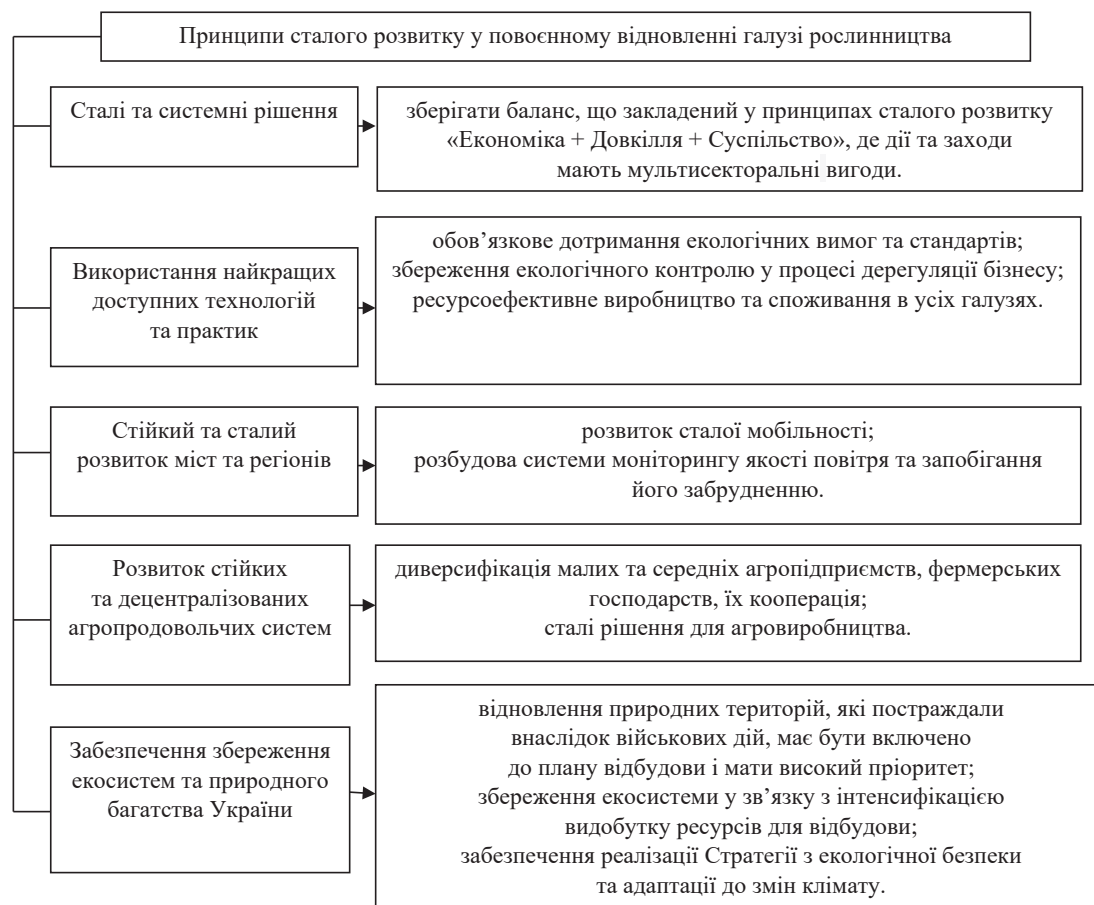 Принципи сталого розвитку у повоєнному відновленні галузі рослинництва
Сталі та системні рішення
зберігати баланс, що закладений у принципах сталого розвитку
«Економіка + Довкілля + Суспільство», де дії та заходи
мають мультисекторальні вигоди.
Використання найкращих
доступних технологій
та практик
обов’язкове дотримання екологічних вимог та стандартів;
збереження екологічного контролю у процесі дерегуляції бізнесу;
ресурсоефективне виробництво та споживання в усіх галузях.
Стійкий та сталий
розвиток міст та регіонів
розвиток сталої мобільності;
розбудова системи моніторингу якості повітря та запобігання
його забрудненню.
Розвиток стійких
та децентралізованих
агропродовольчих систем
диверсифікація малих та середніх агропідприємств, фермерських
господарств, їх кооперація;
сталі рішення для агровиробництва.
Забезпечення збереження
екосистем та природного
багатства України
відновлення природних територій, які постраждали
внаслідок військових дій, має бути включено
до плану відбудови і мати високий пріоритет;
збереження екосистеми у зв’язку з інтенсифікацією
видобутку ресурсів для відбудови;
забезпечення реалізації Стратегії з екологічної безпеки
та адаптації до змін клімату.